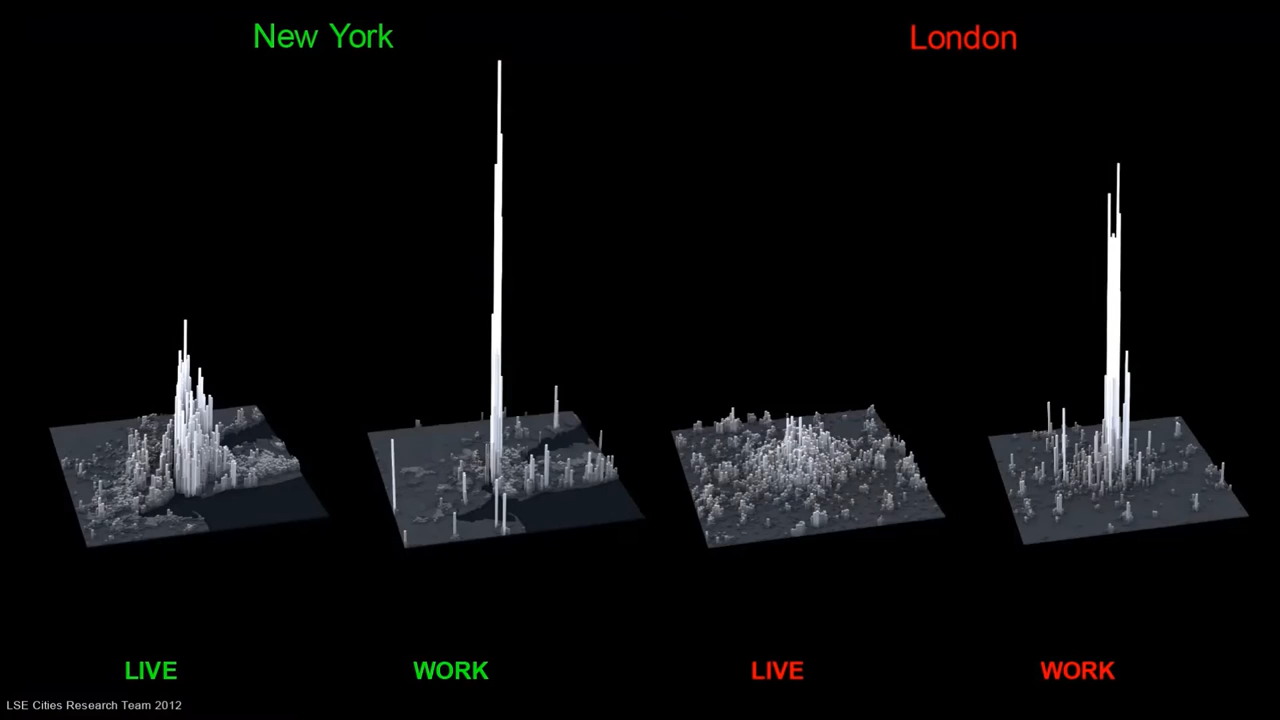 New York
London
LIVE
WORK
LIVE
WORK
LSE Cities Research Team 2012